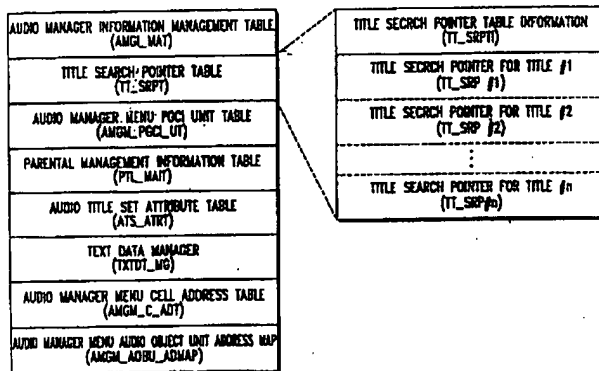 AUDIO MANAGER INFORMATION MANAGEMENT TABLE
(AMGI_MAT)
TITLE SEARCH POINTER TABLE
(TT_SRPT)
AUDIO MANAGER MENU PGCI UNIT TABLE
(AMGM_PGCI_UT)
PARENTAL MANAGEMENT INFORMATION TABLE
(PTL_MAIT)
AUDIO TITLE SET ATTRIBUTE TABLE
(ATS_ATRT)
TEXT DATA MANAGER
(TXTDT_MG)
AUDIO MANAGER MENU CELL ADDRESS TABLE
(AMGM_C_ADT)
AUDIO MANAGER MENU AUDIO OBJECT UNIT ADDRESS MAP
(AMGM_AOBU_ADMAP)
TITLE SECRCH POINTER TABLE INFORMATION
(TT_SRPTI)
TITLE SECRCH POINTER FOR TITLE #1
(TT_SRP #1)
TITLE SECRCH POINTER FOR TITLE #2
(TT_SRP #2)
TITLE SECRCH POINTER FOR TITLE #n
(TT_SRP#n)